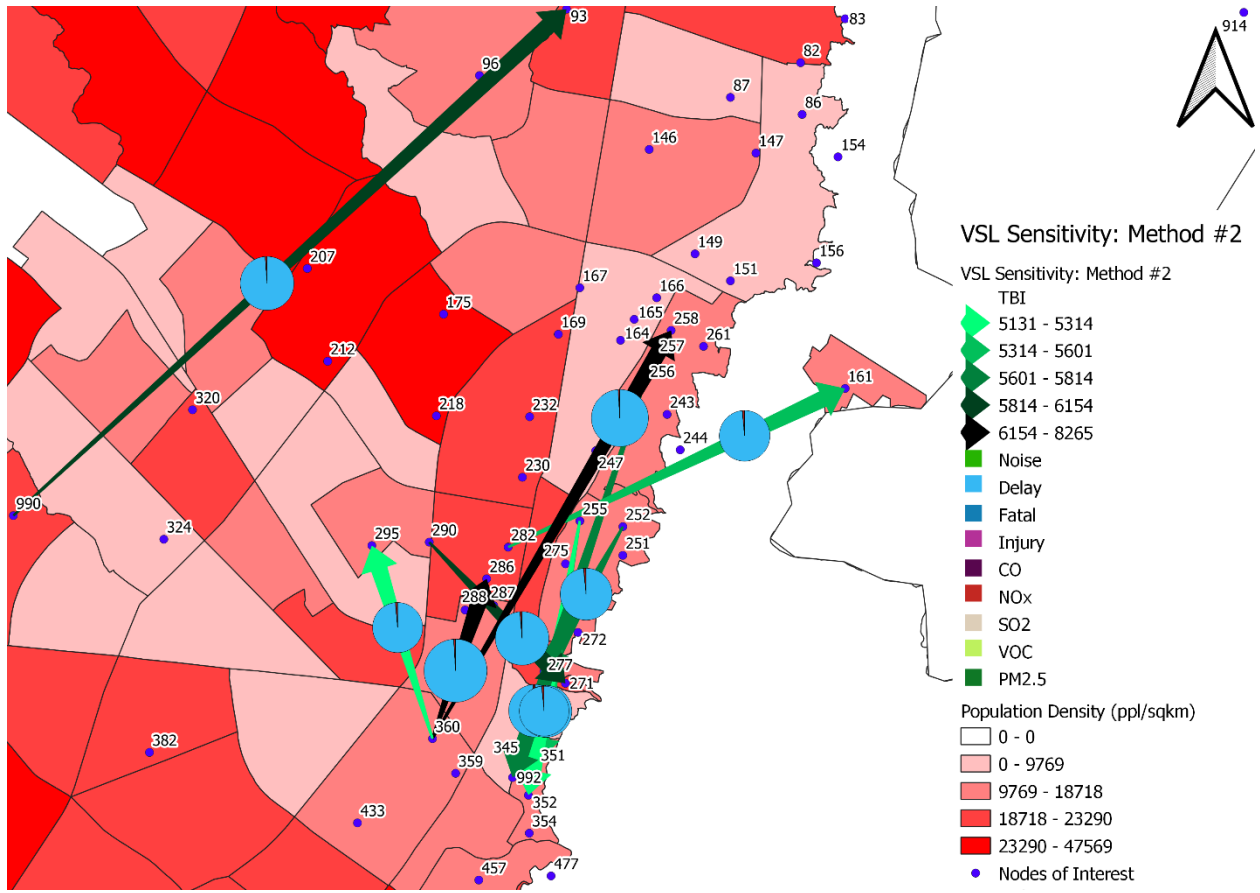 93
83
914
82
96
87
86
146
147
154
149
156
207
151
167
166
175
165
258
169
164
261
257
212
256
161
320
218
232
243
247
244
230
990
255
252
324
295
290
282
275
251
286
288
287
272
277
271
360
345
351
382
359
992
352
433
354
457
477
VSL Sensitivity: Method #2
VSL Sensitivity: Method #2
TBI
5131 - 5314
5314 - 5601
5601 - 5814
5814 - 6154
6154 - 8265
Noise
Delay
Fatal
Injury
CO
NOx
SO2
VOC
PM2.5
Population Density (ppl/sqkm)
0 - 0
0 - 9769
9769 - 18718
18718 - 23290
23290 - 47569
Nodes of Interest